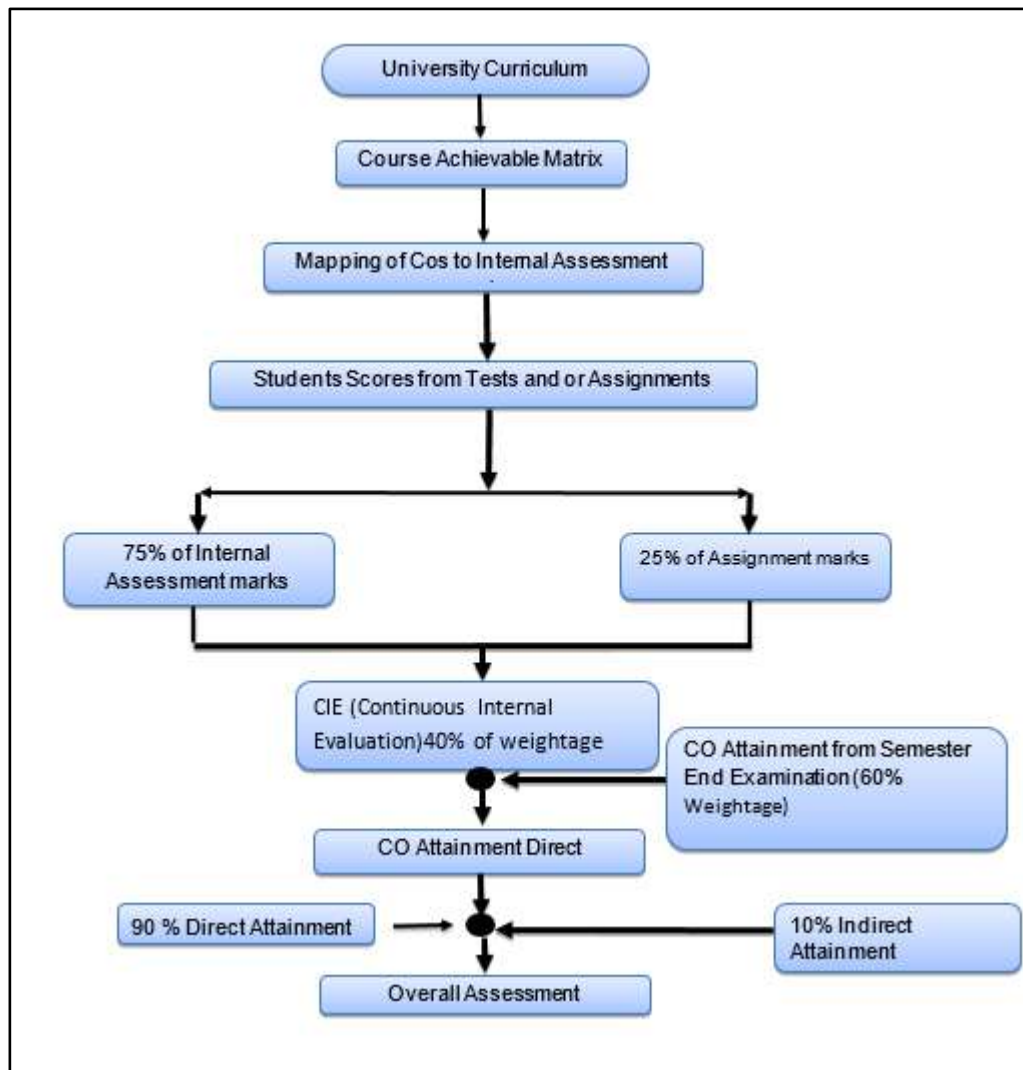 University Curriculum
Course Achievable Matrix
Mapping of Cos to Internal Assessment
Students Scores from Tests and or Assignments
75% of Internal
Assessment marks
25% of Assignment marks
CIE (Continuous Internal
Evaluation)40% of weightage
CO Attainment from Semester
End Examination(60%
Weightage)
CO Attainment Direct
90 % Direct Attainment
10% Indirect
Attainment
Overall Assessment